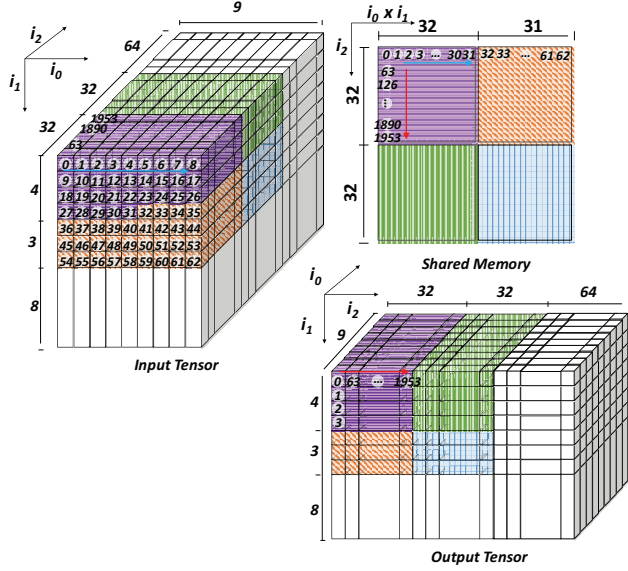 9
i2
i0
i1
64
32
32
1953
1890
63
0 1 2 3 4 5 6 7 8
9 10 11 12 13 14 15 16 17
18 19 20 21 22 23 24 25 26
27 28 29 30 31 32 33 34 35
36 37 38 39 40 41 42 43 44
45 46 47 48 49 50 51 52 53
54 55 56 57 58 59 60 61 62
4
3
8
Input Tensor
i0 x i1
i2
32 31
0 1 2 3 ... 30 31 32 33 ... 61 62
63
126
...
1890
1953
32
32
Shared Memory
i0
i2
i1
32 32 64
9
0 63 ... 1953
1
2
3
4
3
8
Output Tensor